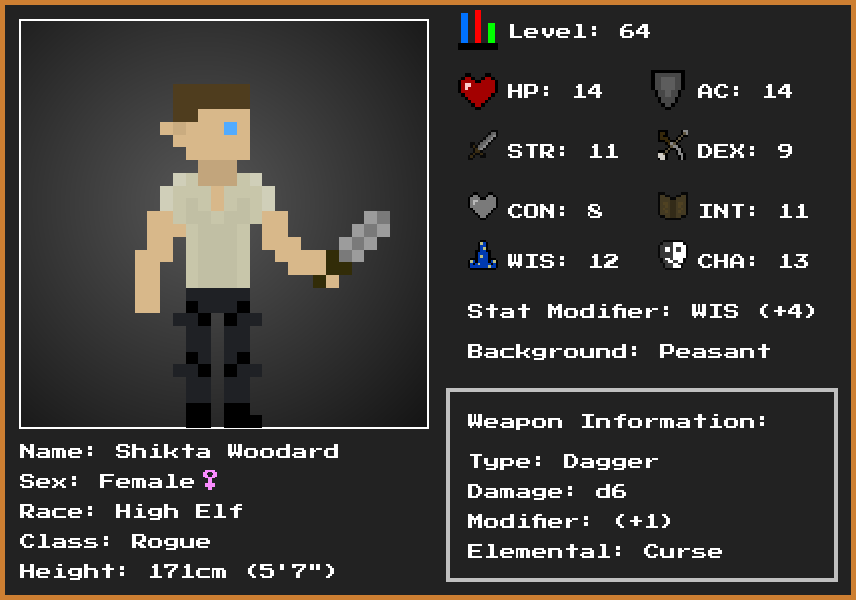 Level: 64
HP: 14 AC: 14
STR: 11 DEX: 9
CON: 8 INT: 11
WIS: 12 CHA: 13
Stat Modifier: WIS (+4)
Background: Peasant
Weapon Information:
Type: Dagger
Damage: d6
Modifier: (+1)
Elemental: Curse
Name: Shikta Woodard
Sex: Female♀
Race: High Elf
Class: Rogue
Height: 171cm (5'7")